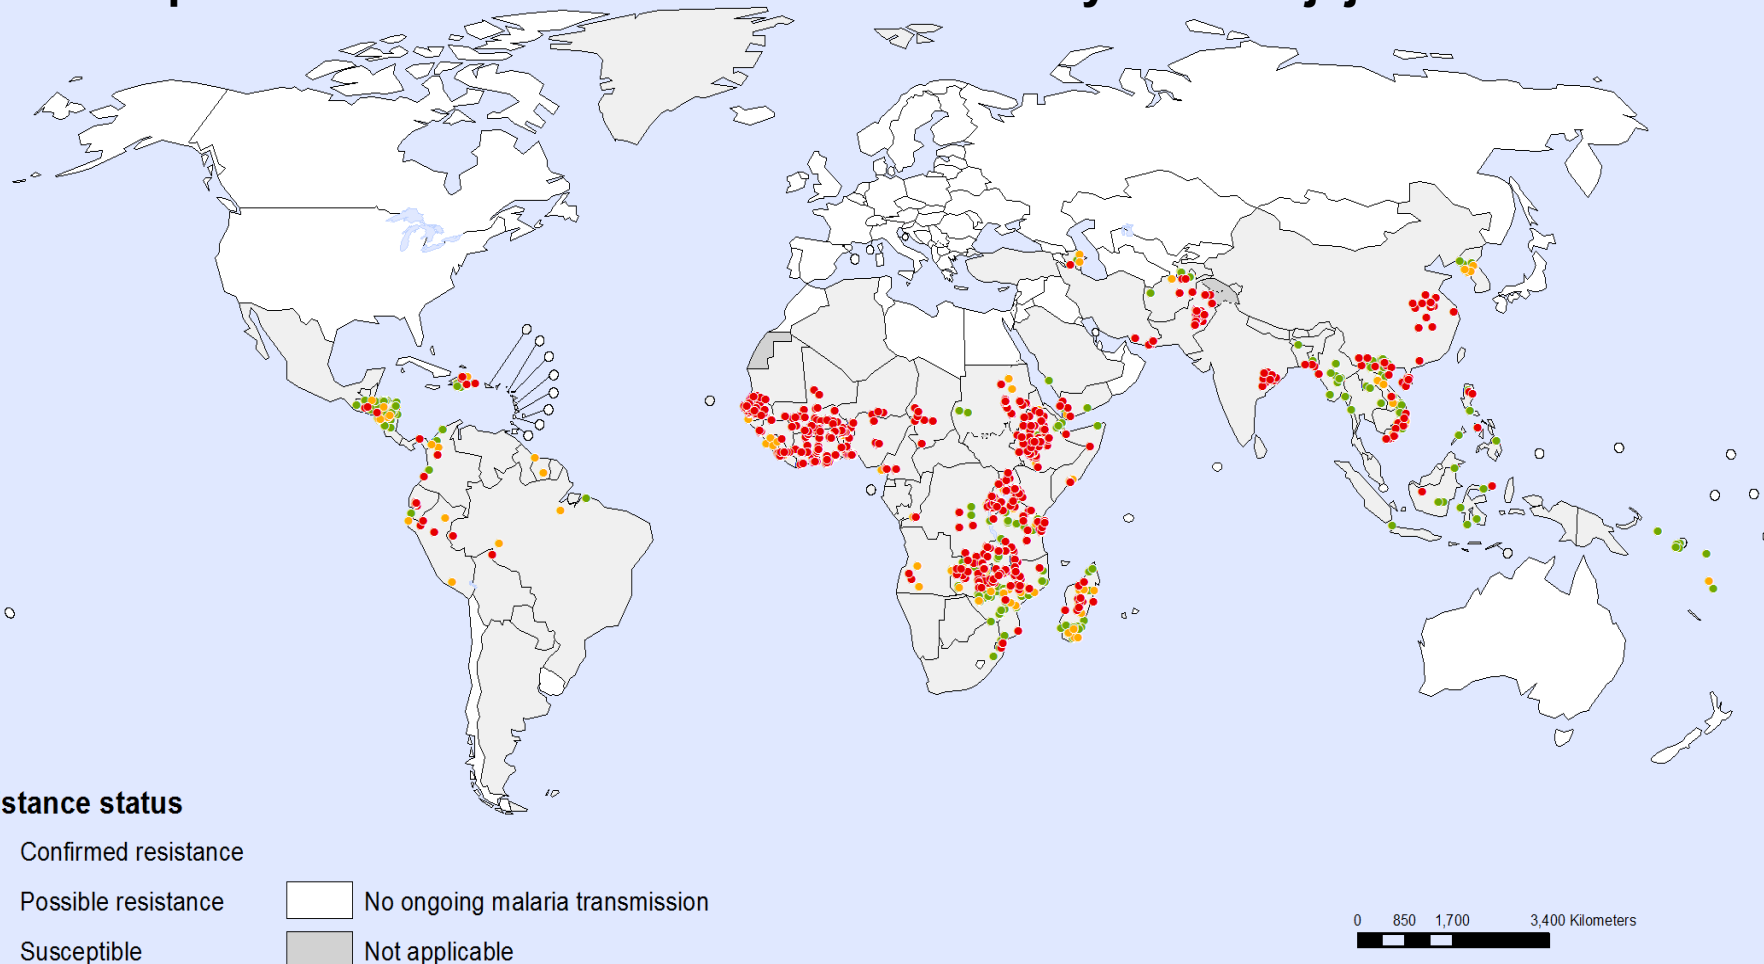 stance status
Confirmed resistance
Possible resistance
No ongoing malaria transmission
Susceptible
Not applicable
0 850 1,700 3,400 Kilometers